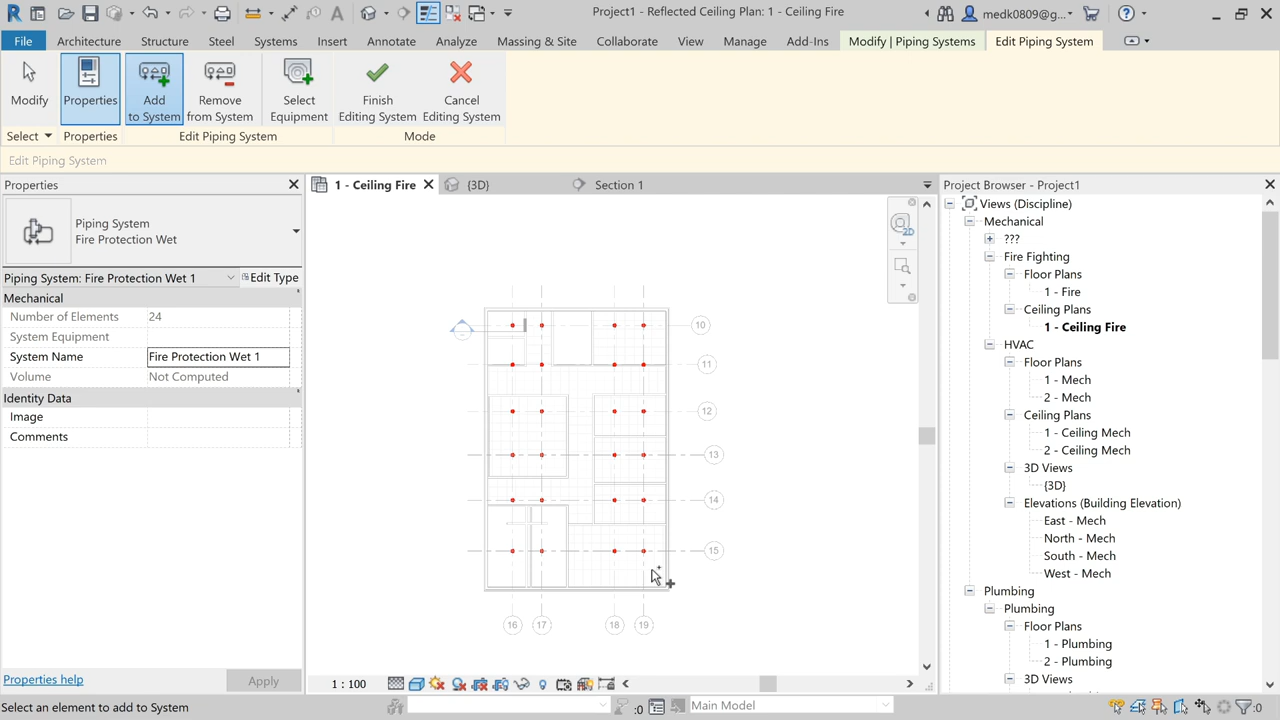 R
A
Project1 - Reflected Ceiling Plan: 1 - Ceiling Fire
medk0809@g...
File
Architecture
Structure
Steel
Systems
Insert
Annotate
Analyze
Massing & Site
Collaborate
View
Manage
Add-Ins
Modify | Piping Systems
Edit Piping System
Modify
Properties
Add
to System
Remove
from System
Select
Equipment
Finish
Editing System
Cancel
Editing System
Select
Properties
Edit Piping System
Mode
Edit Piping System
Properties
Piping System
Fire Protection Wet
Piping System: Fire Protection Wet 1
Edit Type
Mechanical
Number of Elements 24
System Equipment
System Name Fire Protection Wet 1
Volume Not Computed
Identity Data
Image
Comments
Properties help
Apply
1 - Ceiling Fire
{3D}
Section 1
2D
10
11
12
13
14
15
16
17
18
19
1 : 100
Project Browser - Project1
Views (Discipline)
Mechanical
???
Fire Fighting
Floor Plans
1 - Fire
Ceiling Plans
1 - Ceiling Fire
HVAC
Floor Plans
1 - Mech
2 - Mech
Ceiling Plans
1 - Ceiling Mech
2 - Ceiling Mech
3D Views
{3D}
Elevations (Building Elevation)
East - Mech
North - Mech
South - Mech
West - Mech
Plumbing
Plumbing
Floor Plans
1 - Plumbing
2 - Plumbing
3D Views
Select an element to add to System
:0
Main Model
:0